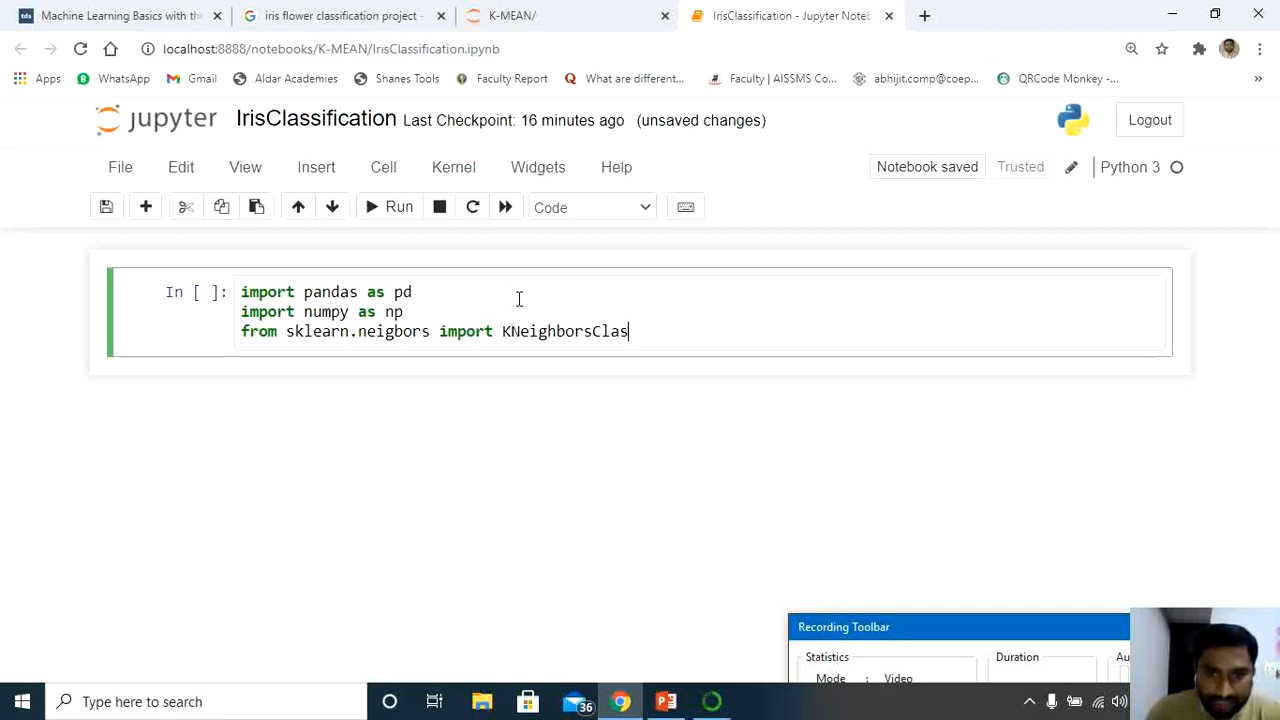 Machine Learning Basics with the
iris flower classification project -
K-MEAN/
IrisClassification - Jupyter Noteb
localhost:8888/notebooks/K-MEAN/IrisClassification.ipynb
Apps
WhatsApp
Gmail
Aldar Academies
Shanes Tools
Faculty Report
What are different...
Faculty | AISSMS Co...
abhijit.comp@coep...
QRCode Monkey -...
»
jupyter IrisClassification Last Checkpoint: 16 minutes ago (unsaved changes)
Logout
File Edit View Insert Cell Kernel Widgets Help
Notebook saved Trusted Python 3
Run Code
In [ ]: import pandas as pd
import numpy as np
from sklearn.neigbors import KNeighborsClas
Recording Toolbar
Statistics Duration Au
Mode : Video
Type here to search
36